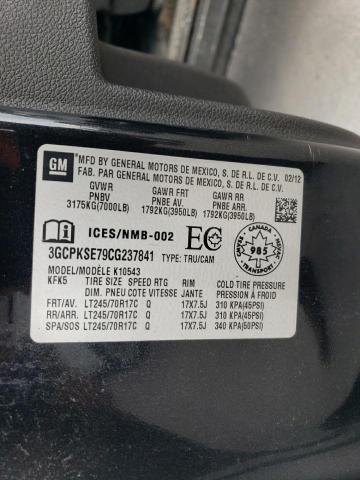 GM
MFD BY GENERAL MOTORS DE MEXICO, S. DE R.L. DE C.V. 02/12
FAB. PAR GENERAL MOTORS DE MEXICO, S. DE R.L. DE C.V.
GVWR GAWR FRT GAWR RR
PNBV PNBE AVT. PNBE ARR.
3175KG(7000LB) 1792KG(3950LB) 1792KG(3950LB)
ICES/NMB-002 EC
3GCPKSE79CG237841 TYPE: TRU/CAM
CANADA
985
TRANSPORT
MODEL/MODÈLE K10543
KFK5 TIRE SIZE SPEED RTG RIM COLD TIRE PRESSURE
DIM. PNEU COTE VITESSE JANTE PRESSION À FROID
FRT/AV. LT245/70R17C Q 17X7.5J 310 KPA(45PSI)
RR/ARR. LT245/70R17C Q 17X7.5J 310 KPA(45PSI)
SPA/SOS LT245/70R17C Q 17X7.5J 340 KPA(50PSI)